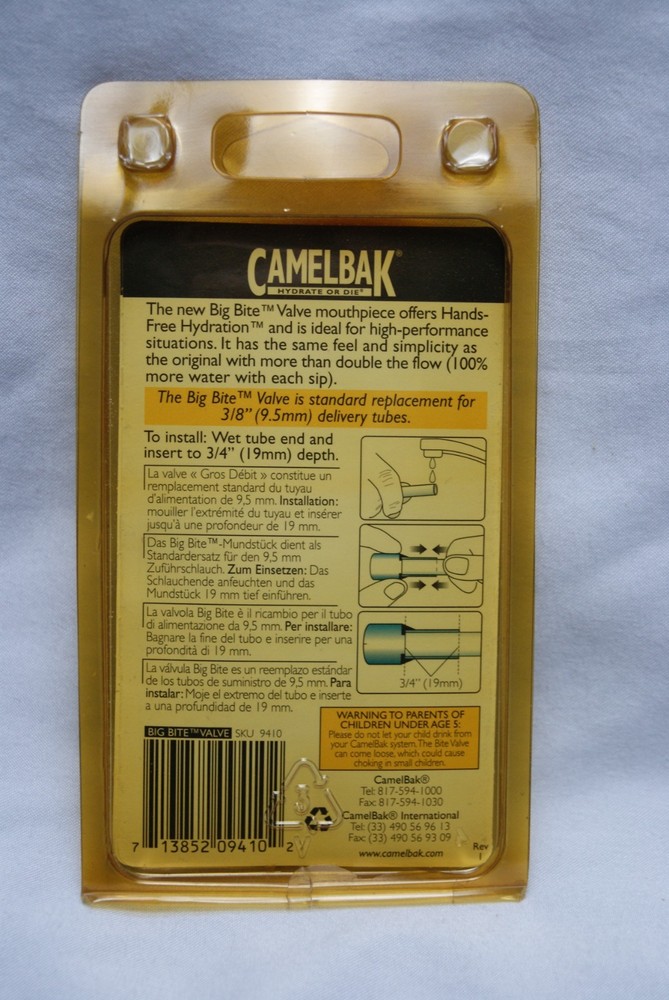 CAMELBAK®
HYDRATE OR DIE®
The new Big Bite™ Valve mouthpiece offers Hands-
Free Hydration™ and is ideal for high-performance
situations. It has the same feel and simplicity as
the original with more than double the flow (100%
more water with each sip).
The Big Bite™ Valve is standard replacement for
3/8" (9.5mm) delivery tubes.
To install: Wet tube end and
insert to 3/4" (19mm) depth.
La valve « Gros Débit » constitue un
remplacement standard du tuyau
d'alimentation de 9,5 mm. Installation:
mouiller l'extrémité du tuyau et insérer
jusqu'à une profondeur de 19 mm.
Das Big Bite™-Mundstück dient als
Standardersatz für den 9,5 mm
Zuführschlauch. Zum Einsetzen: Das
Schlauchende anfeuchten und das
Mundstück 19 mm tief einführen.
La valvola Big Bite è il ricambio per il tubo
di alimentazione da 9,5 mm. Per installare:
Bagnare la fine del tubo e inserire per una
profondità di 19 mm.
La válvula Big Bite es un reemplazo estándar
de los tubos de suministro de 9,5 mm. Para
instalar: Moje el extremo del tubo e inserte
a una profundidad de 19 mm.
3/4" (19mm)
WARNING TO PARENTS OF
CHILDREN UNDER AGE 5:
Please do not let your child drink from
your CamelBak system. The Bite Valve
can come loose, which could cause
choking in small children.
BIG BITE™ VALVE SKU 9410
7 13852 09410 2
3
V
CamelBak®
Tel: 817-594-1000
Fax: 817-594-1030
CamelBak® International
Tel: (33) 490 56 96 13
Fax: (33) 490 56 93 09
www.camelbak.com
Rev
1